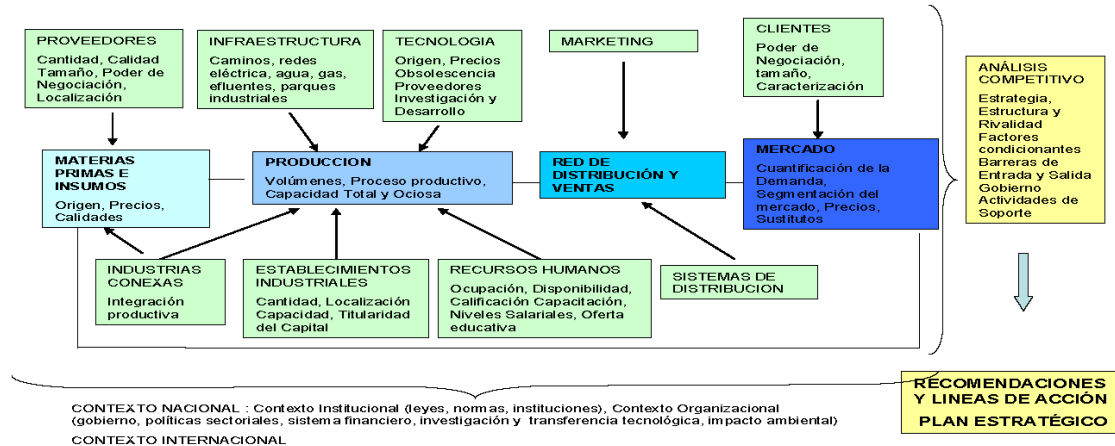 PROVEEDORES
Cantidad, Calidad
Tamaño, Poder de
Negociación,
Localización
INFRAESTRUCTURA
Caminos, redes
eléctrica, agua, gas,
efluentes, parques
industriales
TECNOLOGIA
Origen, Precios
Obsolescencia
Proveedores
Investigación y
Desarrollo
MARKETING
CLIENTES
Poder de
Negociación,
tamaño,
Caracterización
ANÁLISIS
COMPETITIVO
Estrategia,
Estructura y
Rivalidad
Factores
condicionantes
Barreras de
Entrada y Salida
Gobierno
Actividades de
Soporte
MATERIAS
PRIMAS E
INSUMOS
Origen, Precios,
Calidades
PRODUCCION
Volúmenes, Proceso productivo,
Capacidad Total y Ociosa
RED DE
DISTRIBUCIÓN Y
VENTAS
MERCADO
Cuantificación de la
Demanda,
Segmentación del
mercado, Precios,
Sustitutos
INDUSTRIAS
CONEXAS
Integración
productiva
ESTABLECIMIENTOS
INDUSTRIALES
Cantidad, Localización
Capacidad, Titularidad
del Capital
RECURSOS HUMANOS
Ocupación, Disponibilidad,
Calificación Capacitación,
Niveles Salariales, Oferta
educativa
SISTEMAS DE
DISTRIBUCION
RECOMENDACIONES
Y LINEAS DE ACCIÓN
PLAN ESTRATÉGICO
CONTEXTO NACIONAL : Contexto Institucional (leyes, normas, instituciones), Contexto Organizacional
(gobierno, políticas sectoriales, sistema financiero, investigación y transferencia tecnológica, impacto ambiental)
CONTEXTO INTERNACIONAL